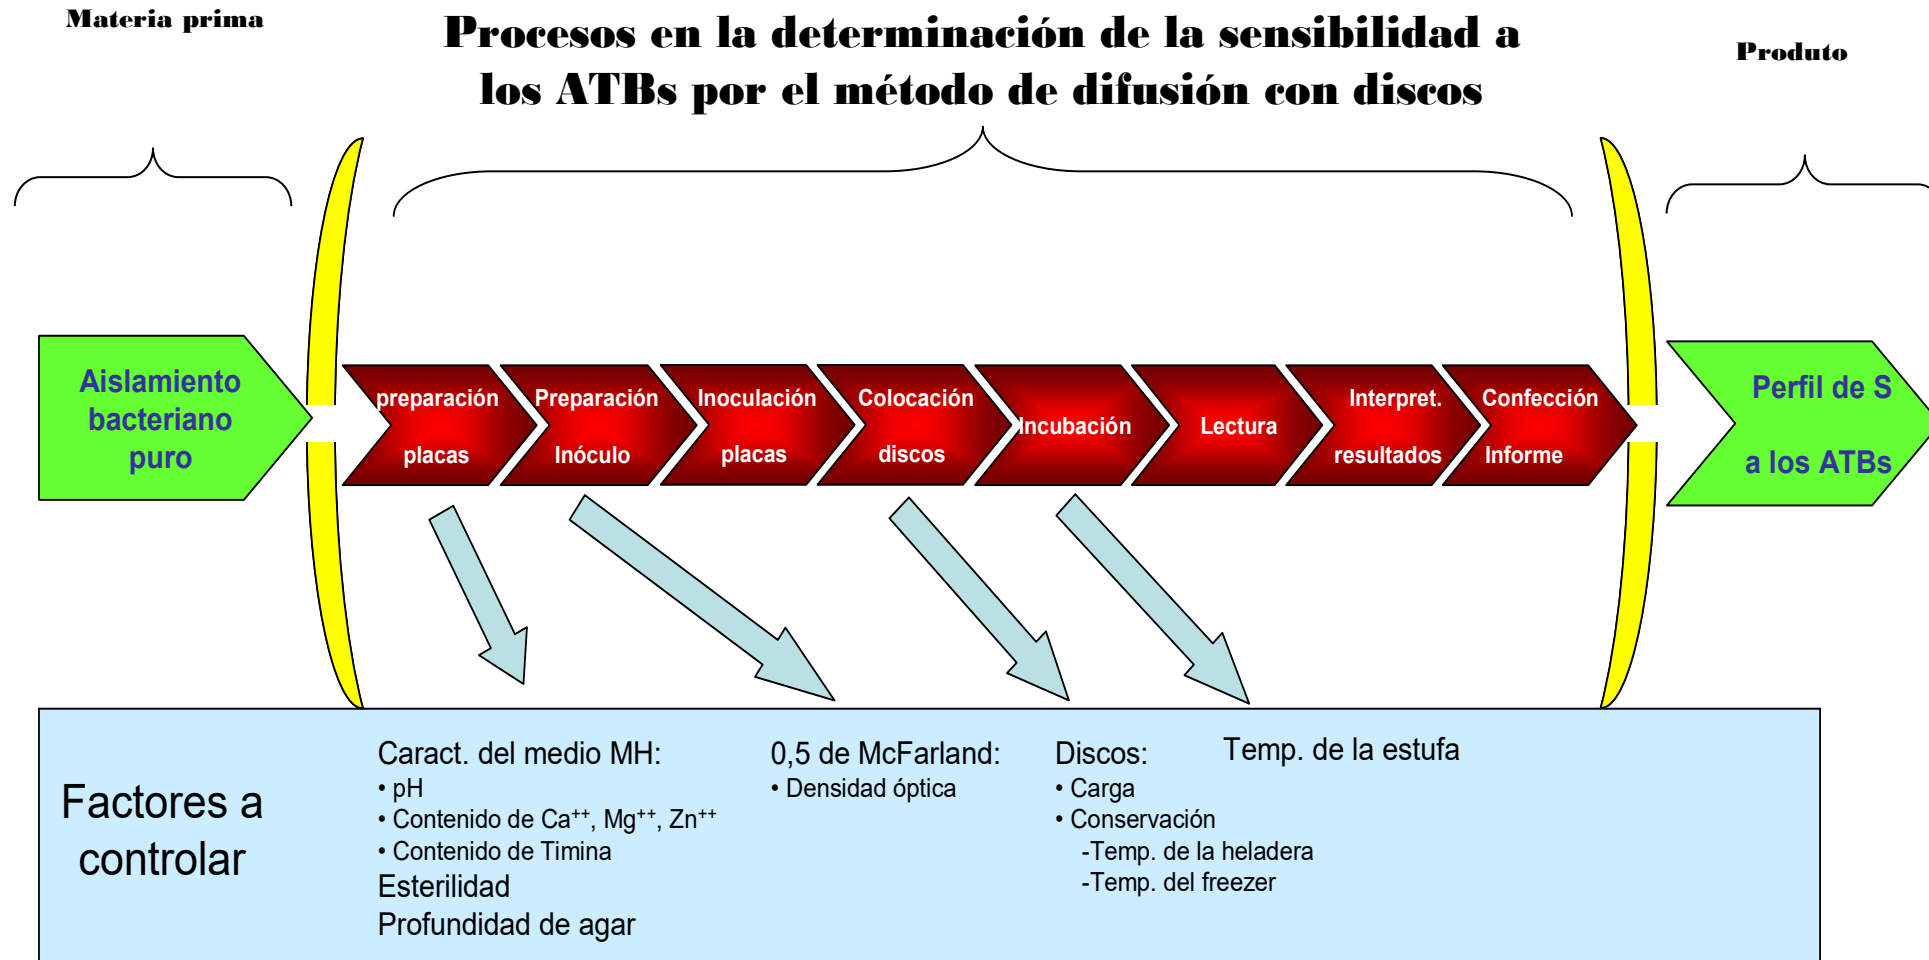 Materia prima
Procesos en la determinación de la sensibilidad a
los ATBs por el método de difusión con discos
Produto
Aislamiento
bacteriano
puro
preparación
placas
Preparación
Inóculo
Inoculación
placas
Colocación
discos
Incubación
Lectura
Interpret.
resultados
Confección
Informe
Perfil de S
a los ATBs
Factores a
controlar
Caract. del medio MH:
• pH
• Contenido de Ca⁺⁺, Mg⁺⁺, Zn⁺⁺
• Contenido de Timina
Esterilidad
Profundidad de agar
0,5 de McFarland:
• Densidad óptica
Discos:
• Carga
• Conservación
-Temp. de la heladera
-Temp. del freezer
Temp. de la estufa